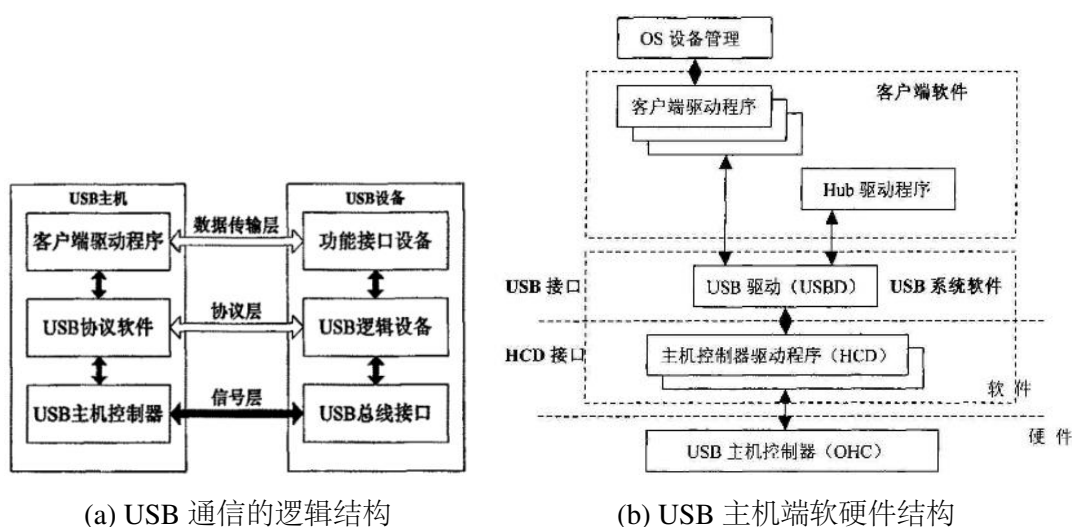 USB主机
客户端驱动程序
USB协议软件
USB主机控制器
数据传输层
协议层
信号层
USB设备
功能接口设备
USB逻辑设备
USB总线接口
(a) USB 通信的逻辑结构
OS 设备管理
客户端软件
客户端驱动程序
Hub 驱动程序
USB 接口
USB 驱动（USBD）
USB 系统软件
HCD 接口
主机控制器驱动程序（HCD）
软 件
硬 件
USB 主机控制器（OHC）
(b) USB 主机端软硬件结构